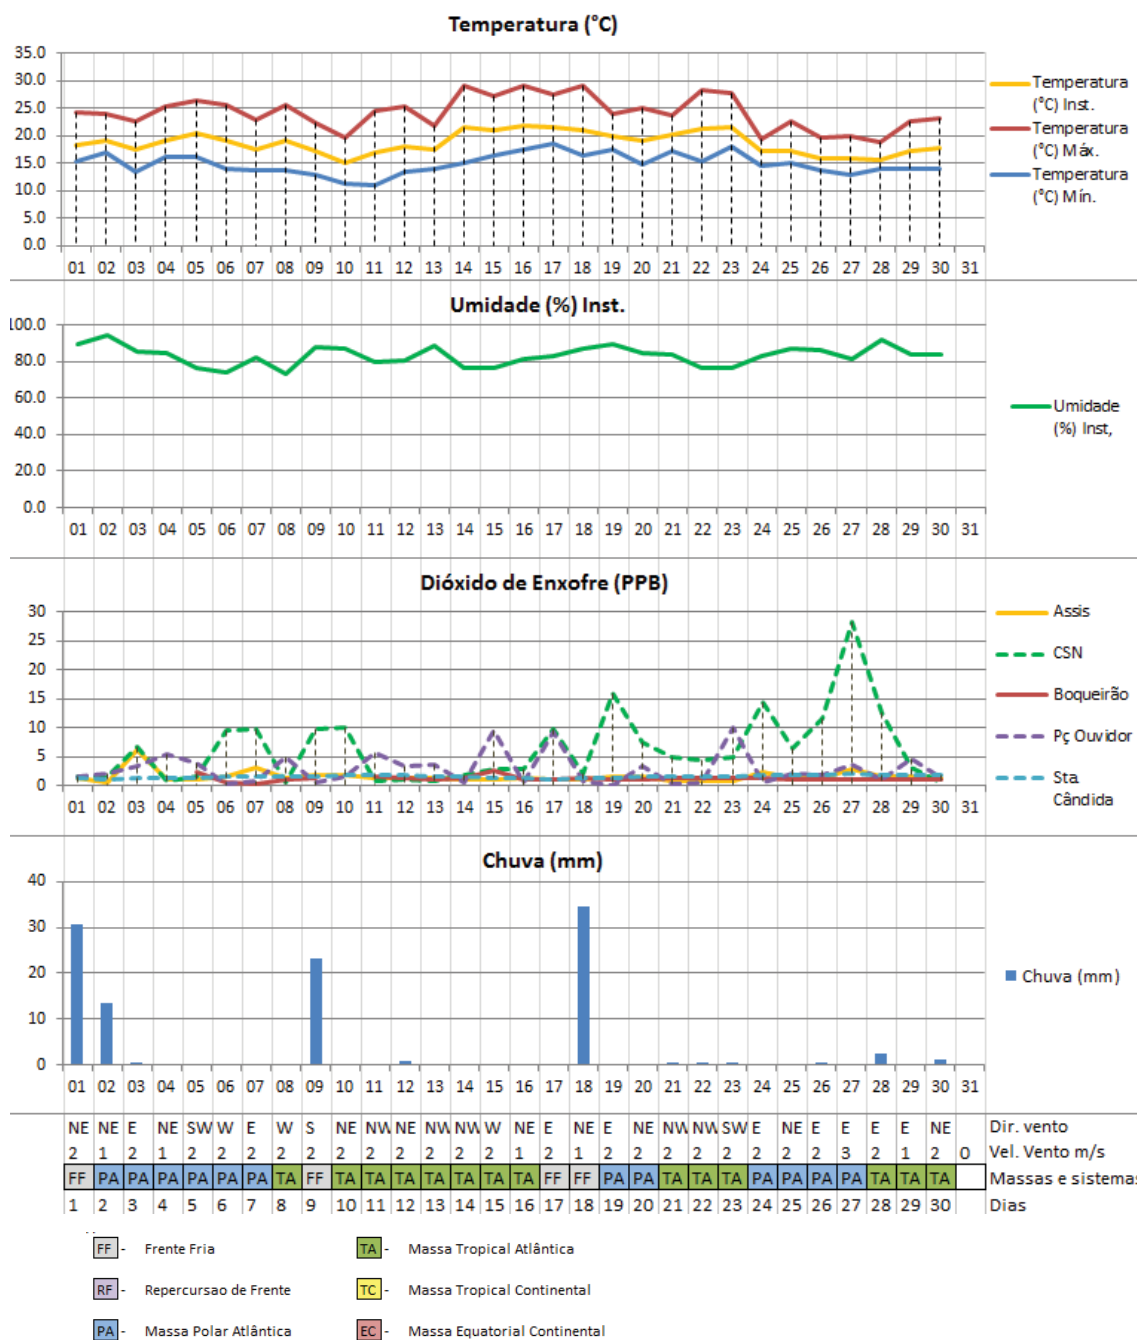 Temperatura (°C)
35.0
30.0
25.0
20.0
15.0
10.0
5.0
0.0
01 02 03 04 05 06 07 08 09 10 11 12 13 14 15 16 17 18 19 20 21 22 23 24 25 26 27 28 29 30 31
Temperatura
(°C) Inst.
Temperatura
(°C) Máx.
Temperatura
(°C) Mín.
Umidade (%) Inst.
100.0
80.0
60.0
40.0
20.0
0.0
01 02 03 04 05 06 07 08 09 10 11 12 13 14 15 16 17 18 19 20 21 22 23 24 25 26 27 28 29 30 31
Umidade
(%) Inst,
Dióxido de Enxofre (PPB)
30
25
20
15
10
5
0
01 02 03 04 05 06 07 08 09 10 11 12 13 14 15 16 17 18 19 20 21 22 23 24 25 26 27 28 29 30 31
Assis
CSN
Boqueirão
Pç Ouvidor
Sta.
Cândida
Chuva (mm)
40
30
20
10
0
01 02 03 04 05 06 07 08 09 10 11 12 13 14 15 16 17 18 19 20 21 22 23 24 25 26 27 28 29 30 31
Chuva (mm)
NE NE E NE SW W E W S NE NW NE NW NW W NE E NE E NE NW NW SW E NE E E E E NE Dir. vento
2 1 2 1 2 2 2 2 2 2 2 2 2 2 2 1 2 1 2 2 2 2 2 2 2 2 3 2 1 2 0 Vel. Vento m/s
FF PA PA PA PA PA PA TA FF TA TA TA TA TA TA TA FF FF PA PA TA TA TA PA PA PA PA TA TA TA Massas e sistemas
1 2 3 4 5 6 7 8 9 10 11 12 13 14 15 16 17 18 19 20 21 22 23 24 25 26 27 28 29 30 Dias
FF - Frente Fria TA - Massa Tropical Atlântica
RF - Repercursao de Frente TC - Massa Tropical Continental
PA - Massa Polar Atlântica EC - Massa Equatorial Continental